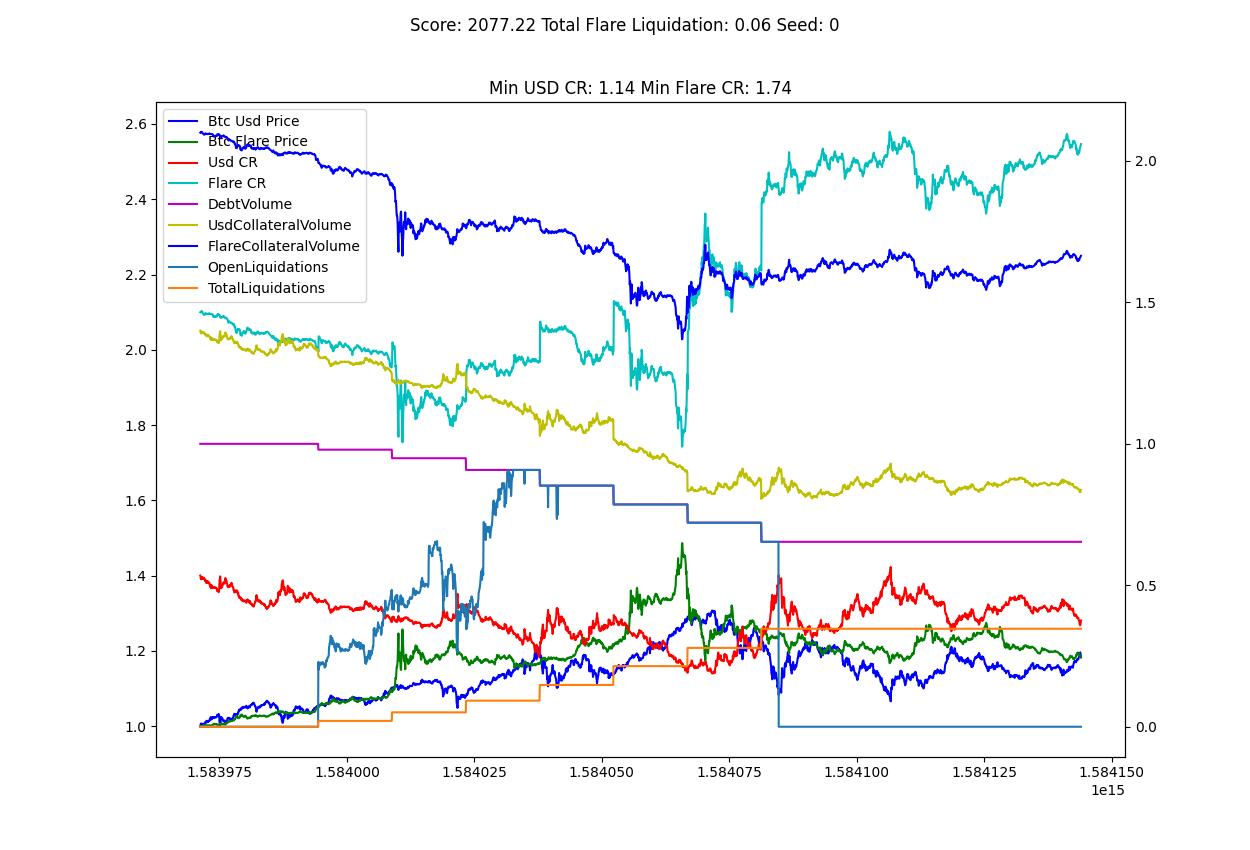 Score: 2077.22 Total Flare Liquidation: 0.06 Seed: 0
Min USD CR: 1.14 Min Flare CR: 1.74
Btc Usd Price
Btc Flare Price
Usd CR
Flare CR
DebtVolume
UsdCollateralVolume
FlareCollateralVolume
OpenLiquidations
TotalLiquidations
2.6
2.4
2.2
2.0
1.8
1.6
1.4
1.2
1.0
2.0
1.5
1.0
0.5
0.0
1.583975 1.584000 1.584025 1.584050 1.584075 1.584100 1.584125 1.584150
1e15